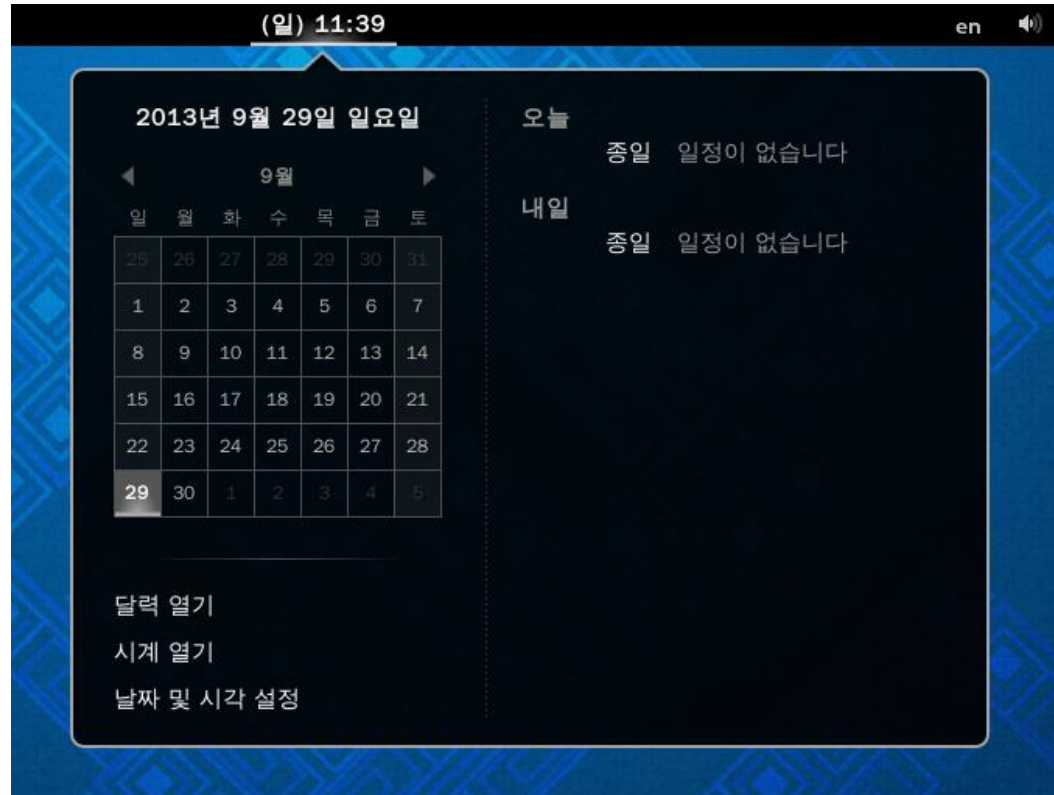 (일) 11:39
en
2013년 9월 29일 일요일
9월
일 월 화 수 목 금 토
25 26 27 28 29 30 31
1 2 3 4 5 6 7
8 9 10 11 12 13 14
15 16 17 18 19 20 21
22 23 24 25 26 27 28
29 30 1 2 3 4 5
달력 열기
시계 열기
날짜 및 시각 설정
오늘
종일 일정이 없습니다
내일
종일 일정이 없습니다